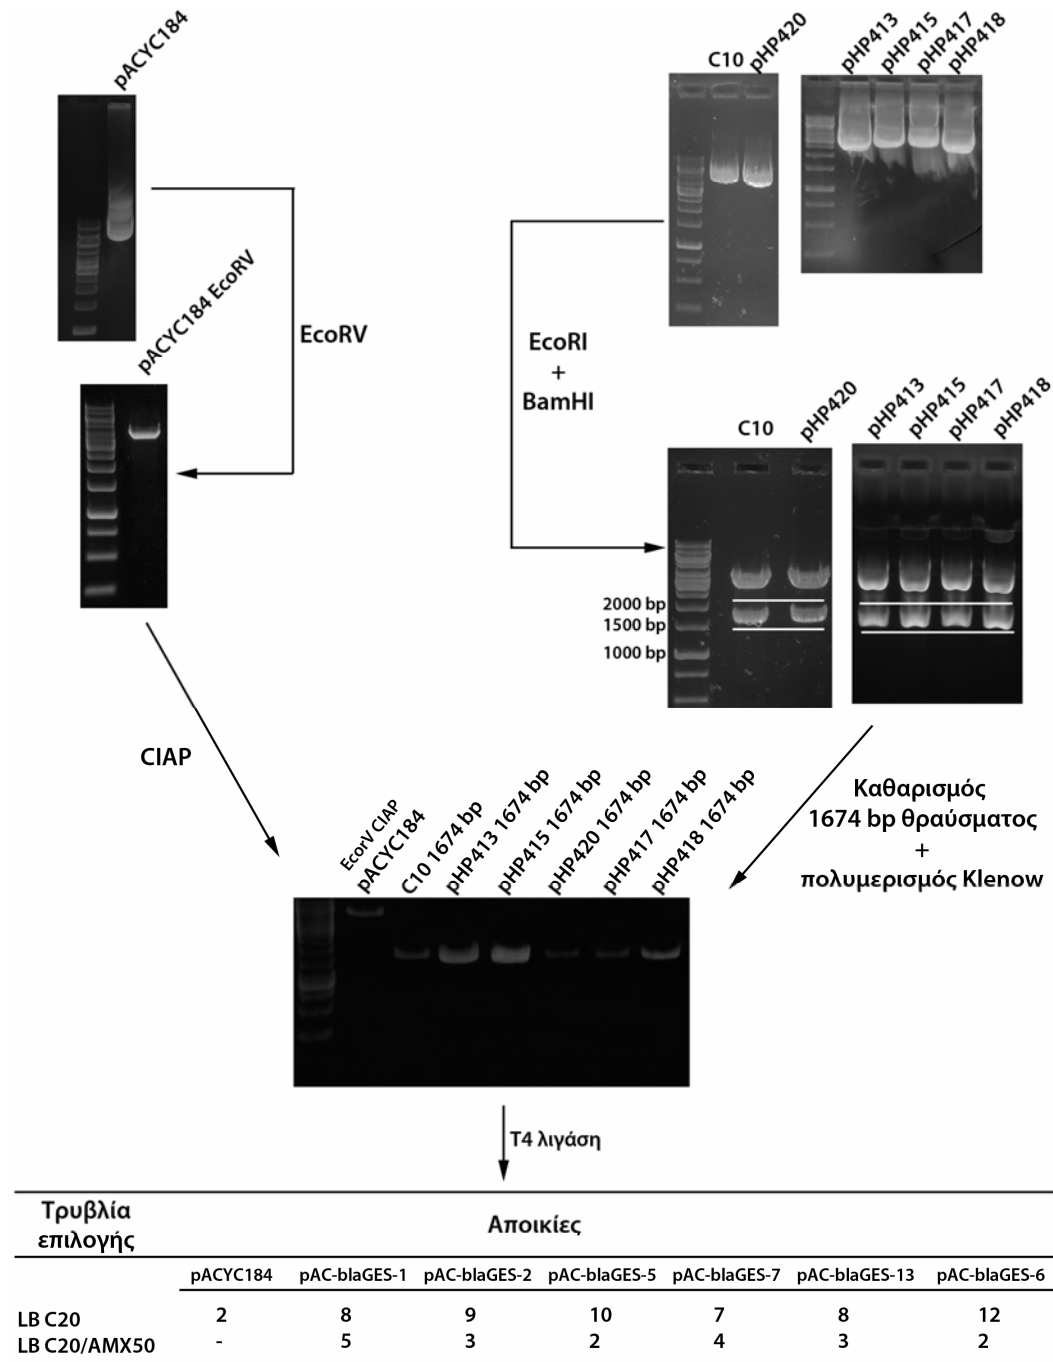 pACYC184
C10 pHP420
pHP413 pHP415 pHP417 pHP418
EcoRV
pACYC184 EcoRV
EcoRI
+
BamHI
C10 pHP420
pHP413 pHP415 pHP417 pHP418
2000 bp
1500 bp
1000 bp
CIAP
Καθαρισμός
1674 bp θραύσματος
+
πολυμερισμός Klenow
EcorV CIAP
pACYC184
C10 1674 bp
pHP413 1674 bp
pHP415 1674 bp
pHP420 1674 bp
pHP417 1674 bp
pHP418 1674 bp
T4 λιγάση
Τρυβλία
επιλογής
Αποικίες
pACYC184 pAC-blaGES-1 pAC-blaGES-2 pAC-blaGES-5 pAC-blaGES-7 pAC-blaGES-13 pAC-blaGES-6
LB C20 2 8 9 10 7 8 12
LB C20/AMX50 - 5 3 2 4 3 2